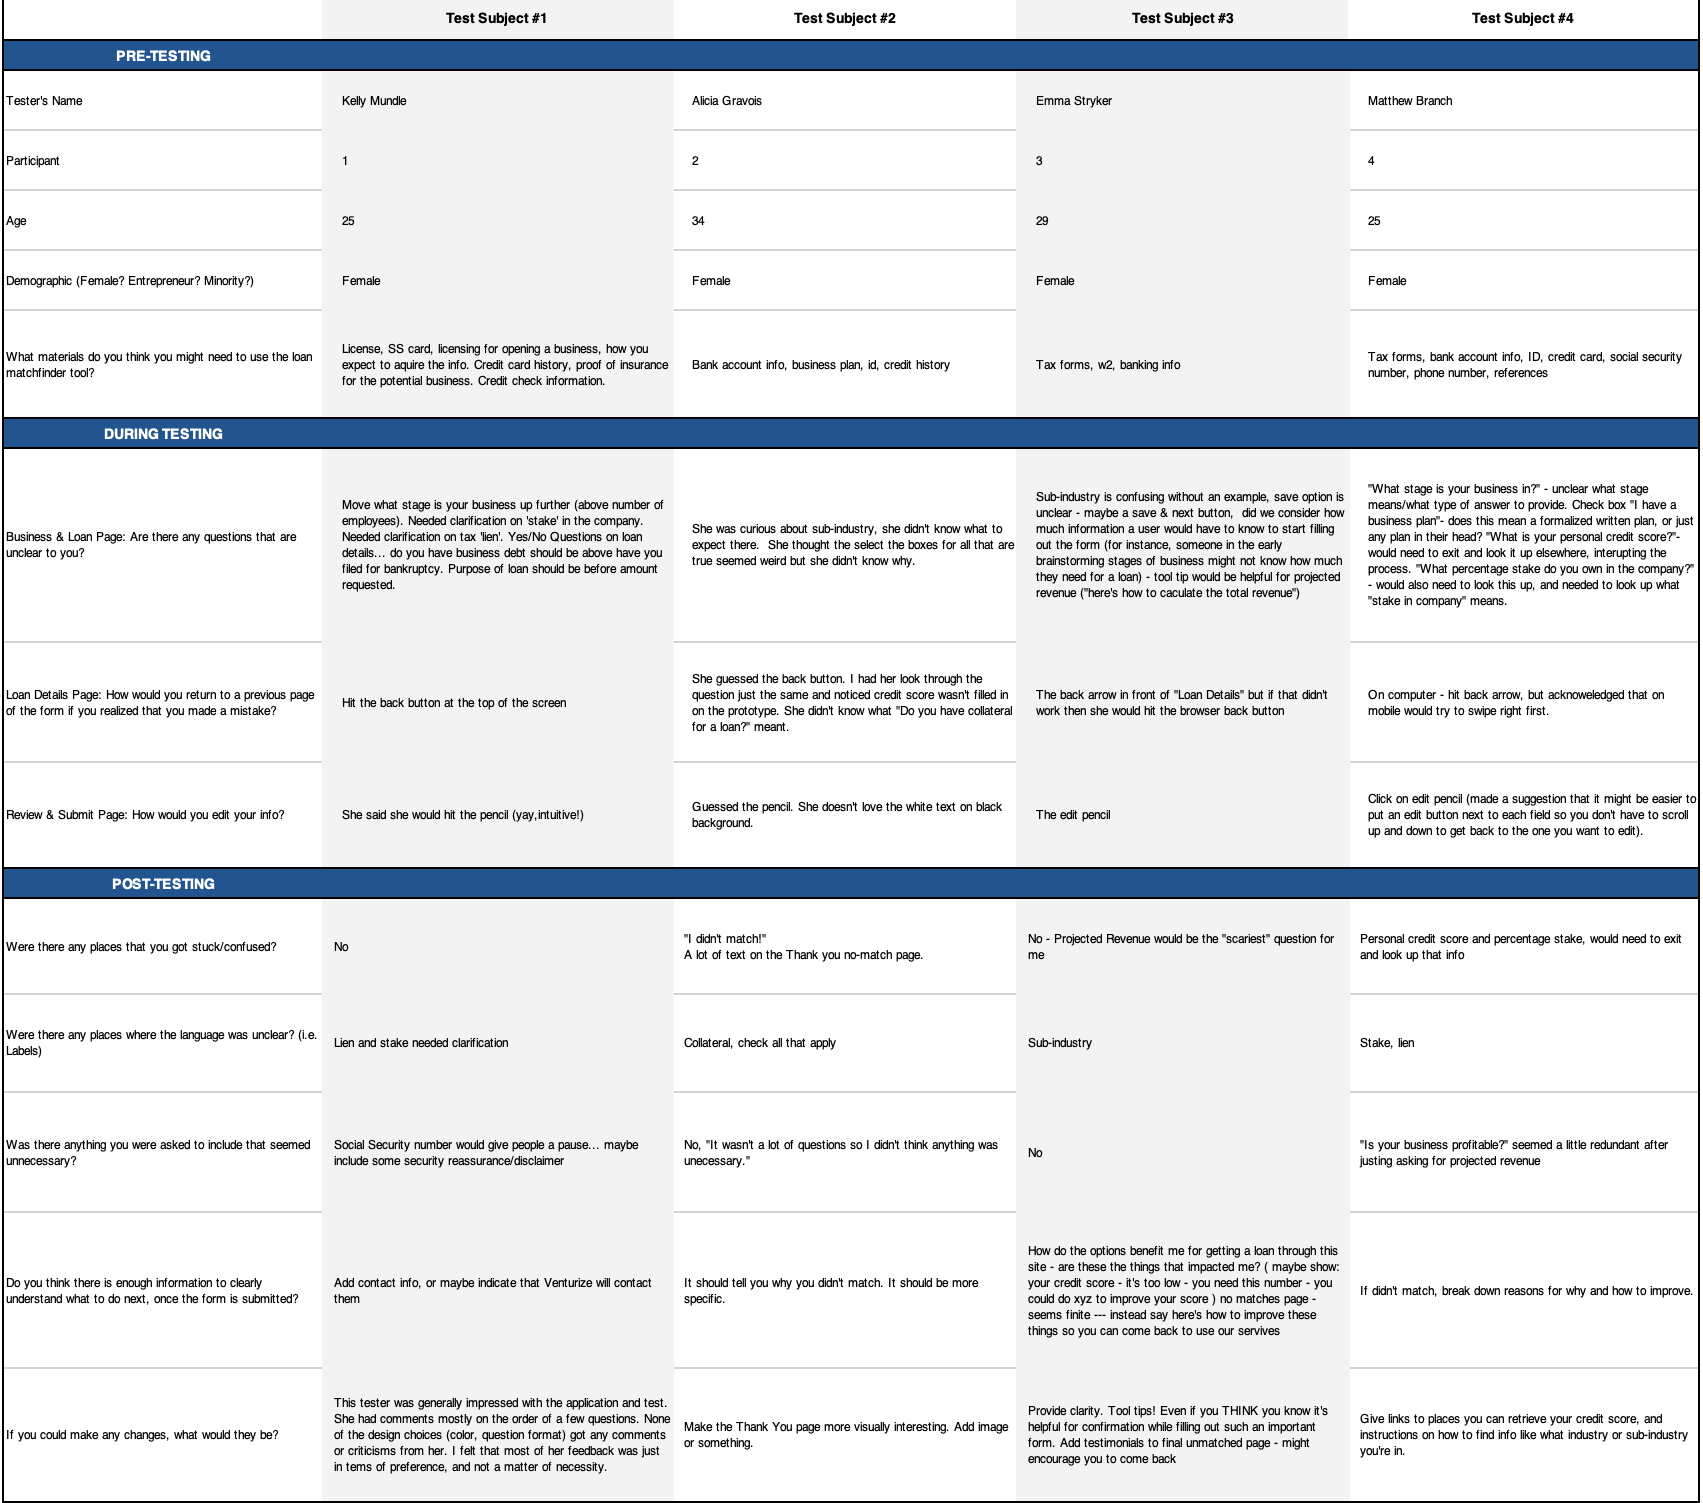 Test Subject #1
Test Subject #2
Test Subject #3
Test Subject #4
PRE-TESTING
Tester's Name
Kelly Mundle
Alicia Gravois
Emma Stryker
Matthew Branch
Participant
1
2
3
4
Age
25
34
29
25
Demographic (Female? Entrepreneur? Minority?)
Female
Female
Female
Female
What materials do you think you might need to use the loan
matchfinder tool?
License, SS card, licensing for opening a business, how you
expect to aquire the info. Credit card history, proof of insurance
for the potential business. Credit check information.
Bank account info, business plan, id, credit history
Tax forms, w2, banking info
Tax forms, bank account info, ID, credit card, social security
number, phone number, references
DURING TESTING
Business & Loan Page: Are there any questions that are
unclear to you?
Move what stage is your business up further (above number of
employees). Needed clarification on 'stake' in the company.
Needed clarification on tax 'lien'. Yes/No Questions on loan
details... do you have business debt should be above have you
filed for bankruptcy. Purpose of loan should be before amount
requested.
She was curious about sub-industry, she didn't know what to
expect there.  She thought the select the boxes for all that are
true seemed weird but she didn't know why.
Sub-industry is confusing without an example, save option is
unclear - maybe a save & next button,  did we consider how
much information a user would have to know to start filling
out the form (for instance, someone in the early
brainstorming stages of business might not know how much
they need for a loan) - tool tip would be helpful for projected
revenue ("here's how to caculate the total revenue")
"What stage is your business in?" - unclear what stage
means/what type of answer to provide. Check box "I have a
business plan"- does this mean a formalized written plan, or just
any plan in their head? "What is your personal credit score?"-
would need to exit and look it up elsewhere, interupting the
process. "What percentage stake do you own in the company?"
- would also need to look this up, and needed to look up what
"stake in company" means.
Loan Details Page: How would you return to a previous page
of the form if you realized that you made a mistake?
Hit the back button at the top of the screen
She guessed the back button. I had her look through the
question just the same and noticed credit score wasn't filled in
on the prototype. She didn't know what "Do you have collateral
for a loan?" meant.
The back arrow in front of "Loan Details" but if that didn't
work then she would hit the browser back button
On computer - hit back arrow, but acknoweledged that on
mobile would try to swipe right first.
Review & Submit Page: How would you edit your info?
She said she would hit the pencil (yay,intuitive!)
Guessed the pencil. She doesn't love the white text on black
background.
The edit pencil
Click on edit pencil (made a suggestion that it might be easier to
put an edit button next to each field so you don't have to scroll
up and down to get back to the one you want to edit).
POST-TESTING
Were there any places that you got stuck/confused?
No
"I didn't match!"
A lot of text on the Thank you no-match page.
No - Projected Revenue would be the "scariest" question for
me
Personal credit score and percentage stake, would need to exit
and look up that info
Were there any places where the language was unclear? (i.e.
Labels)
Lien and stake needed clarification
Collateral, check all that apply
Sub-industry
Stake, lien
Was there anything you were asked to include that seemed
unnecessary?
Social Security number would give people a pause... maybe
include some security reassurance/disclaimer
No, "It wasn't a lot of questions so I didn't think anything was
unecessary."
No
"Is your business profitable?" seemed a little redundant after
justing asking for projected revenue
Do you think there is enough information to clearly
understand what to do next, once the form is submitted?
Add contact info, or maybe indicate that Venturize will contact
them
It should tell you why you didn't match. It should be more
specific.
How do the options benefit me for getting a loan through this
site - are these the things that impacted me? ( maybe show:
your credit score - it's too low - you need this number - you
could do xyz to improve your score ) no matches page -
seems finite --- instead say here's how to improve these
things so you can come back to use our servives
If didn't match, break down reasons for why and how to improve.
If you could make any changes, what would they be?
This tester was generally impressed with the application and test.
She had comments mostly on the order of a few questions. None
of the design choices (color, question format) got any comments
or criticisms from her. I felt that most of her feedback was just
in tems of preference, and not a matter of necessity.
Make the Thank You page more visually interesting. Add image
or something.
Provide clarity. Tool tips! Even if you THINK you know it's
helpful for confirmation while filling out such an important
form. Add testimonials to final unmatched page - might
encourage you to come back
Give links to places you can retrieve your credit score, and
instructions on how to find info like what industry or sub-industry
you're in.